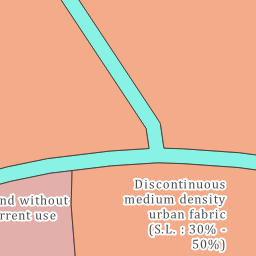 nd without
rrent use
Discontinuous
medium density
urban fabric
(S.L. : 30% -
50%)